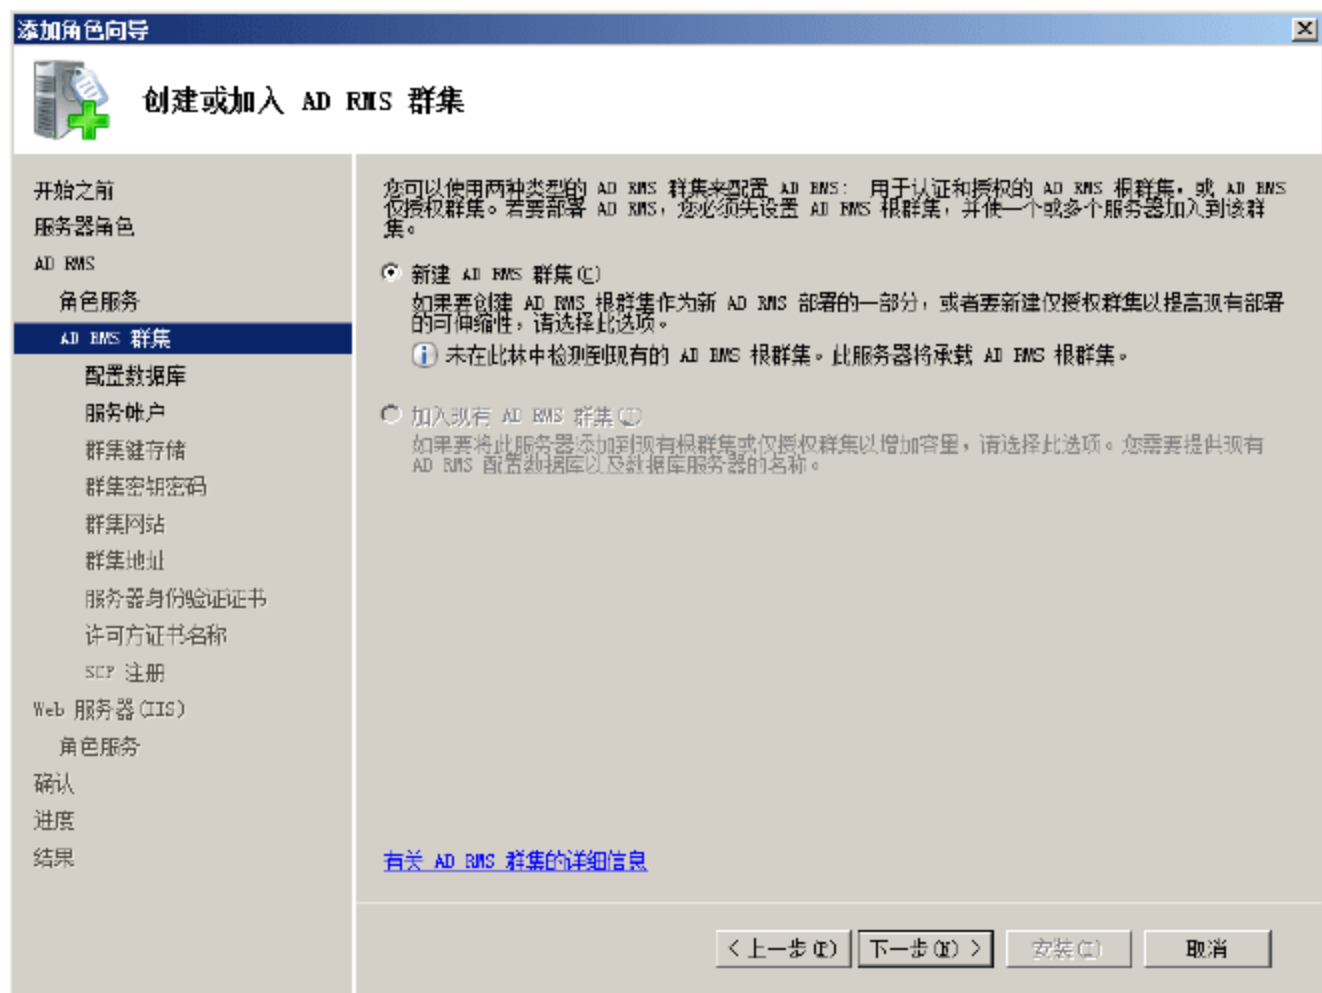 添加角色向导
创建或加入 AD RMS 群集
开始之前
服务器角色
AD RMS
角色服务
AD RMS 群集
配置数据库
服务帐户
群集键存储
群集密钥密码
群集网站
群集地址
服务器身份验证证书
许可方证书名称
SCP 注册
Web 服务器(IIS)
角色服务
确认
进度
结果
您可以使用两种类型的 AD RMS 群集来配置 AD RMS: 用于认证和授权的 AD RMS 根群集，或 AD RMS
仅授权群集。若要部署 AD RMS，您必须先设置 AD RMS 根群集，并使一个或多个服务器加入到该群
集。
新建 AD RMS 群集(C)
如果要创建 AD RMS 根群集作为新 AD RMS 部署的一部分，或者要新建仅授权群集以提高现有部署
的可伸缩性，请选择此选项。
未在此林中检测到现有的 AD RMS 根群集。此服务器将承载 AD RMS 根群集。
加入现有 AD RMS 群集(J)
如果要将此服务器添加到现有根群集或仅授权群集以增加容里，请选择此选项。您需要提供现有
AD RMS 配置数据库以及数据库服务器的名称。
有关 AD RMS 群集的详细信息
< 上一步(P)
下一步(N) >
安装(I)
取消